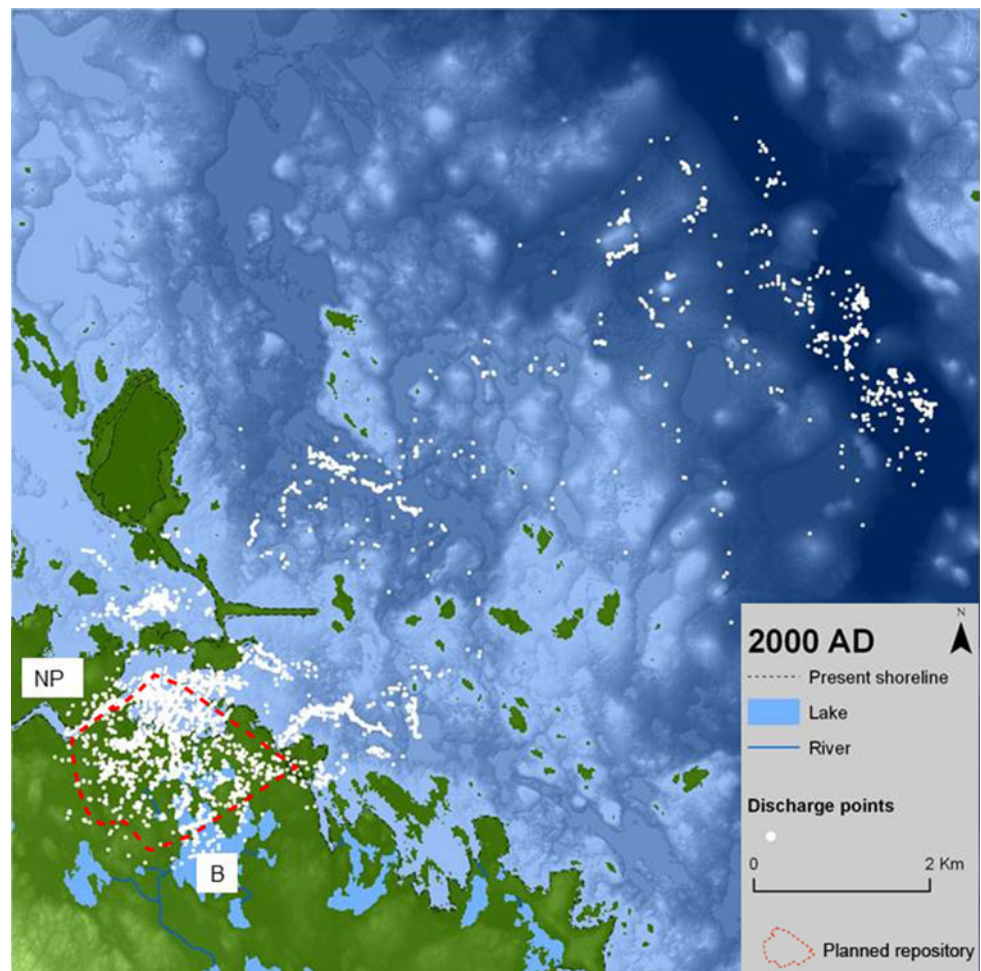 NP
B
N
2000 AD
Present shoreline
Lake
River
Discharge points
0 2 Km
Planned repository